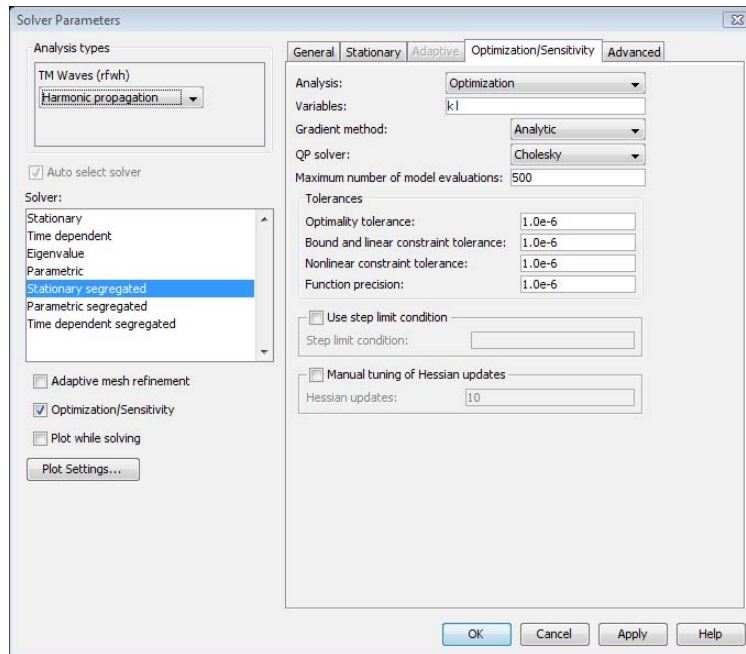 Solver Parameters
Analysis types
TM Waves (rfwh)
Harmonic propagation
Auto select solver
Solver:
Stationary
Time dependent
Eigenvalue
Parametric
Stationary segregated
Parametric segregated
Time dependent segregated
Adaptive mesh refinement
Optimization/Sensitivity
Plot while solving
Plot Settings...
General Stationary Adaptive Optimization/Sensitivity Advanced
Analysis: Optimization
Variables: kl
Gradient method: Analytic
QP solver: Cholesky
Maximum number of model evaluations: 500
Tolerances
Optimality tolerance: 1.0e-6
Bound and linear constraint tolerance: 1.0e-6
Nonlinear constraint tolerance: 1.0e-6
Function precision: 1.0e-6
Use step limit condition
Step limit condition:
Manual tuning of Hessian updates
Hessian updates: 10
OK Cancel Apply Help